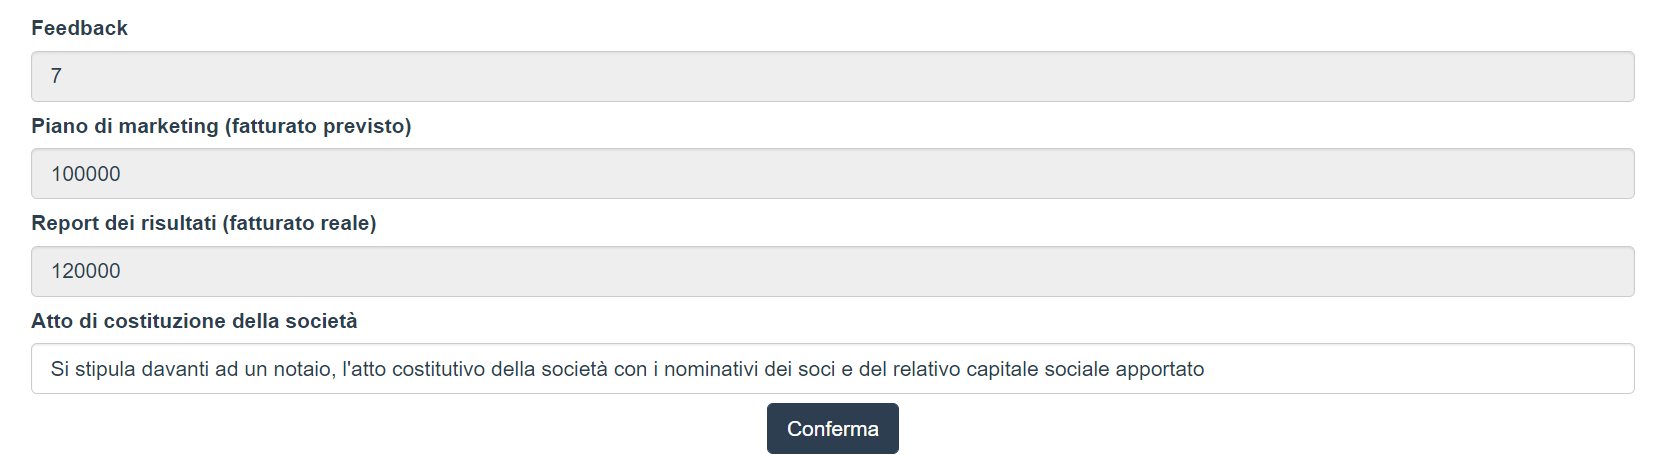 Feedback
7
Piano di marketing (fatturato previsto)
100000
Report dei risultati (fatturato reale)
120000
Atto di costituzione della società
Si stipula davanti ad un notaio, l'atto costitutivo della società con i nominativi dei soci e del relativo capitale sociale apportato
Conferma